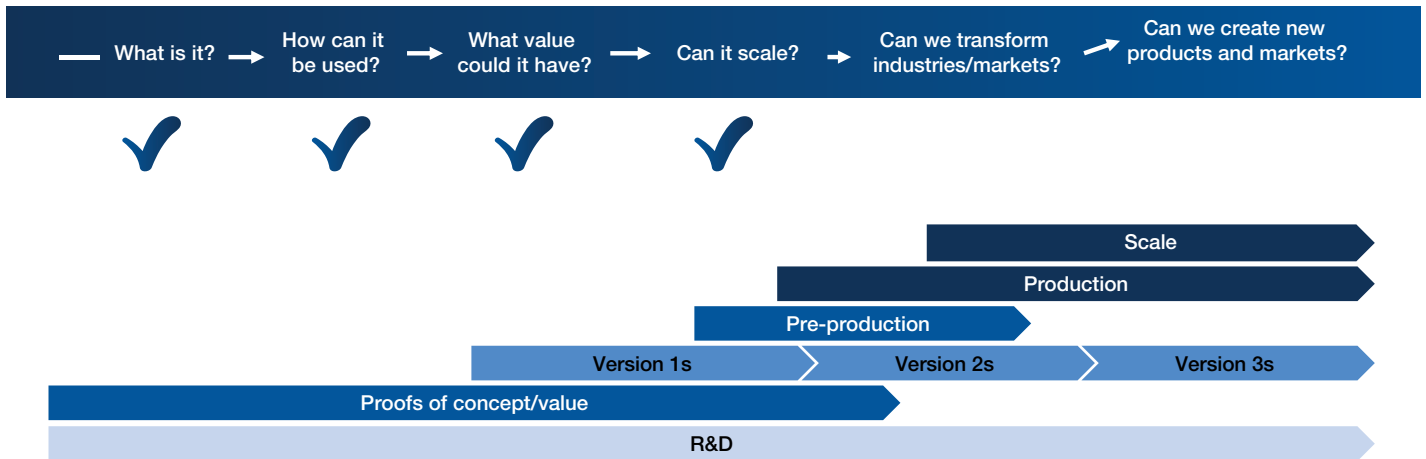 What is it?
How can it
be used?
What value
could it have?
Can it scale?
Can we transform
industries/markets?
Can we create new
products and markets?
Scale
Production
Pre-production
Version 1s
Version 2s
Version 3s
Proofs of concept/value
R&D